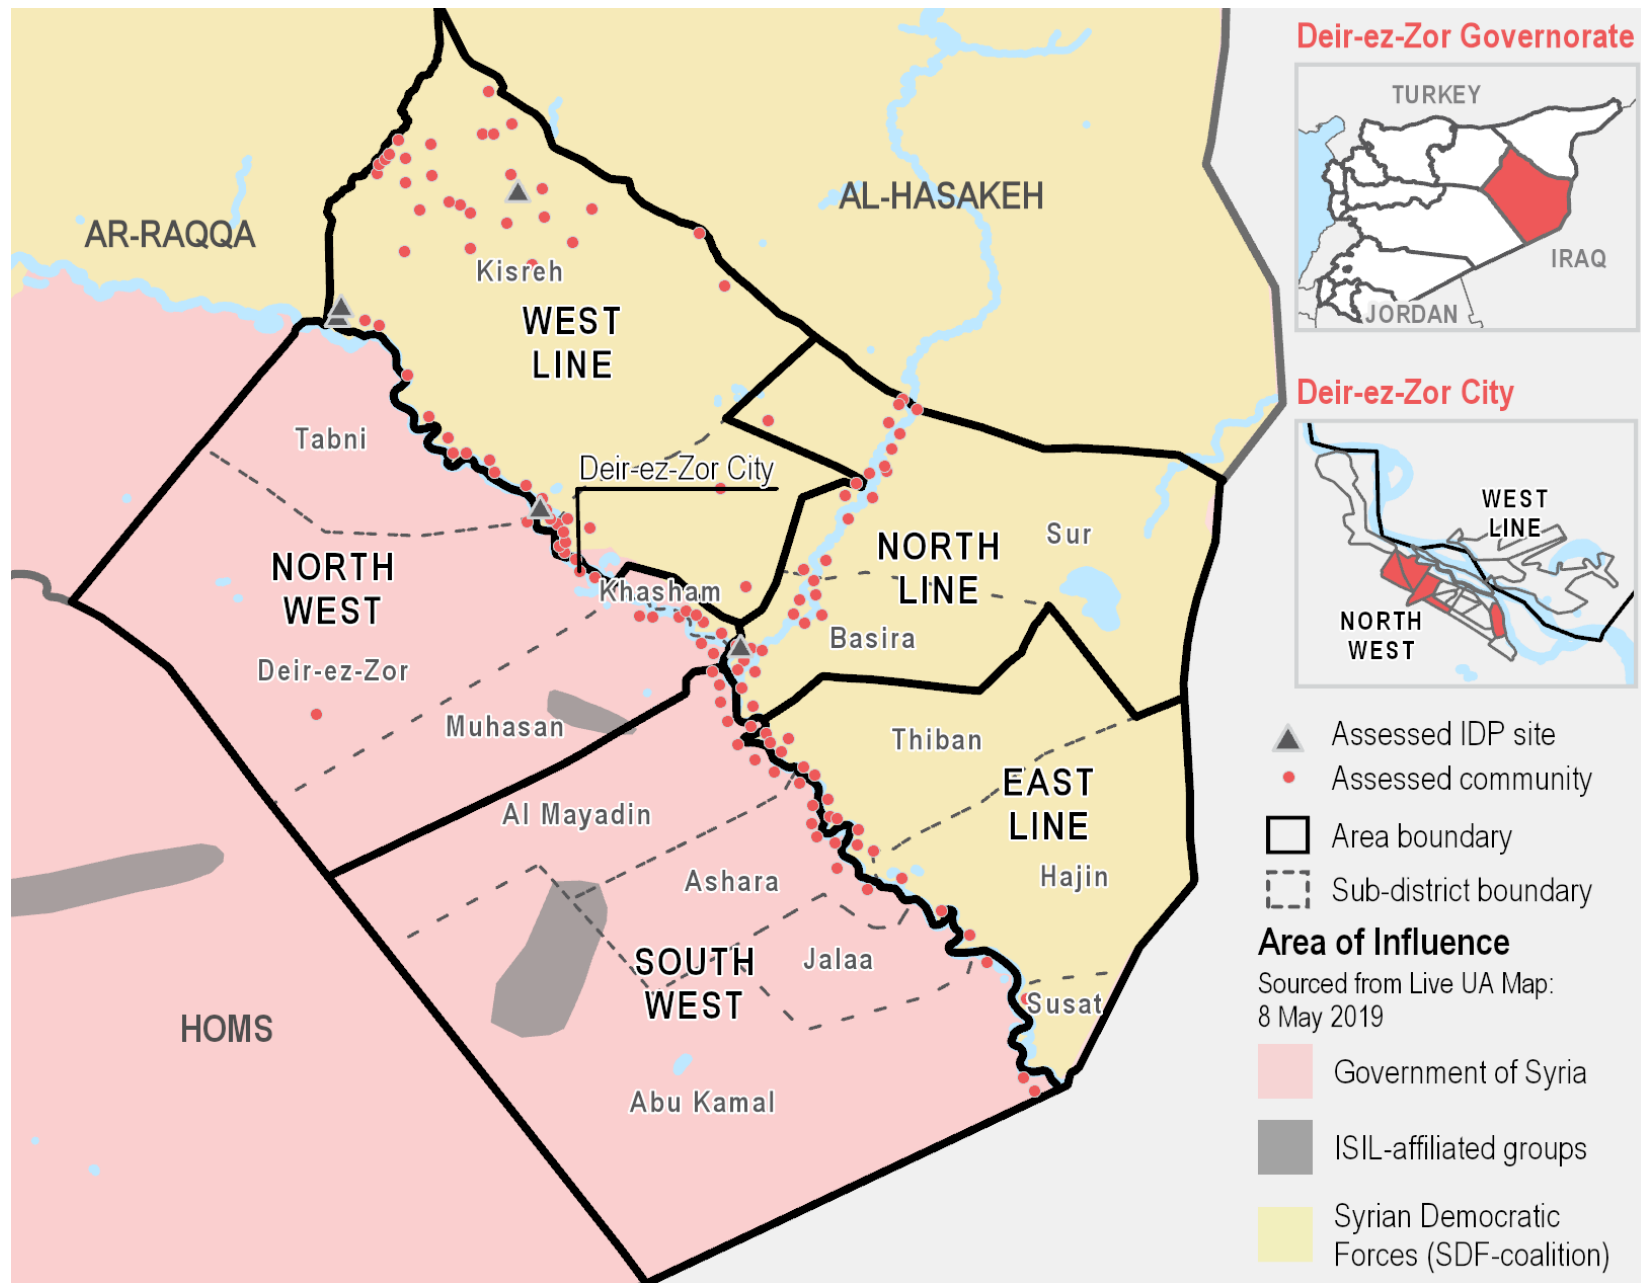 AR-RAQQA
AL-HASAKEH
Kisreh
WEST
LINE
Tabni
Deir-ez-Zor City
NORTH
WEST
Khasham
NORTH
LINE
Sur
Basira
Deir-ez-Zor
Muhasan
Thiban
EAST
LINE
Al Mayadin
Ashara
Hajin
SOUTH
WEST
Jalaa
Susat
HOMS
Abu Kamal
Deir-ez-Zor Governorate
TURKEY
IRAQ
JORDAN
Deir-ez-Zor City
WEST
LINE
NORTH
WEST
Assessed IDP site
Assessed community
Area boundary
Sub-district boundary
Area of Influence
Sourced from Live UA Map:
8 May 2019
Government of Syria
ISIL-affiliated groups
Syrian Democratic
Forces (SDF-coalition)